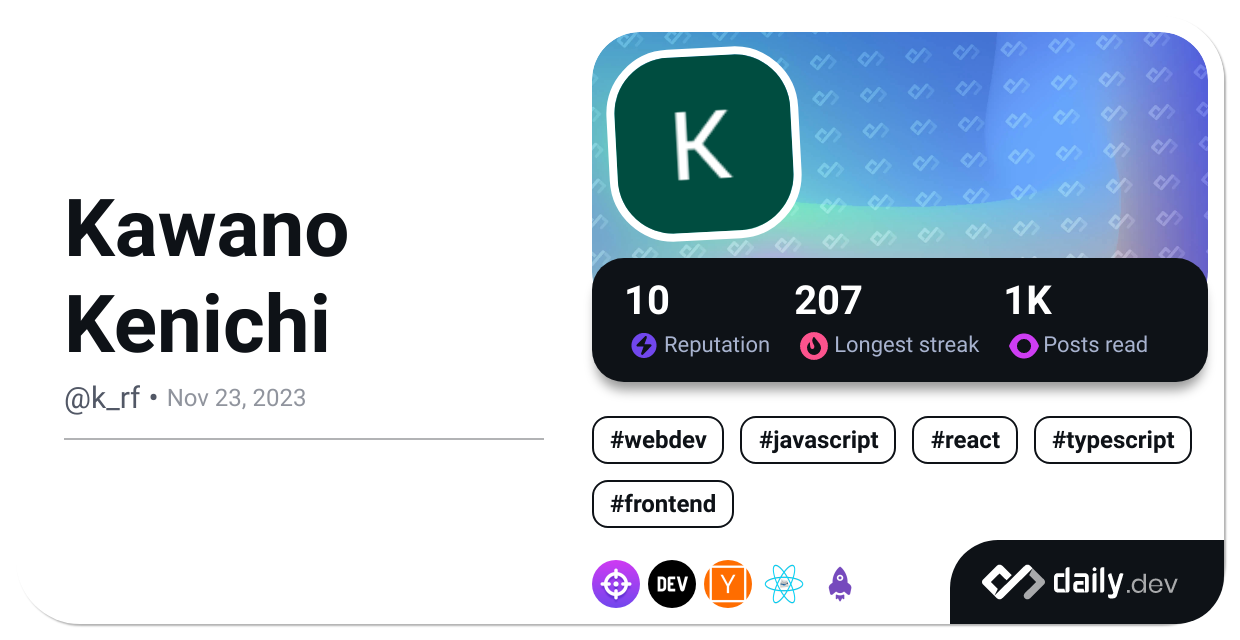 Kawano
Kenichi
@k_rf • Nov 23, 2023
K
10 207 1K
Reputation Longest streak Posts read
#webdev #javascript #react #typescript
#frontend
DEV Y
daily.dev